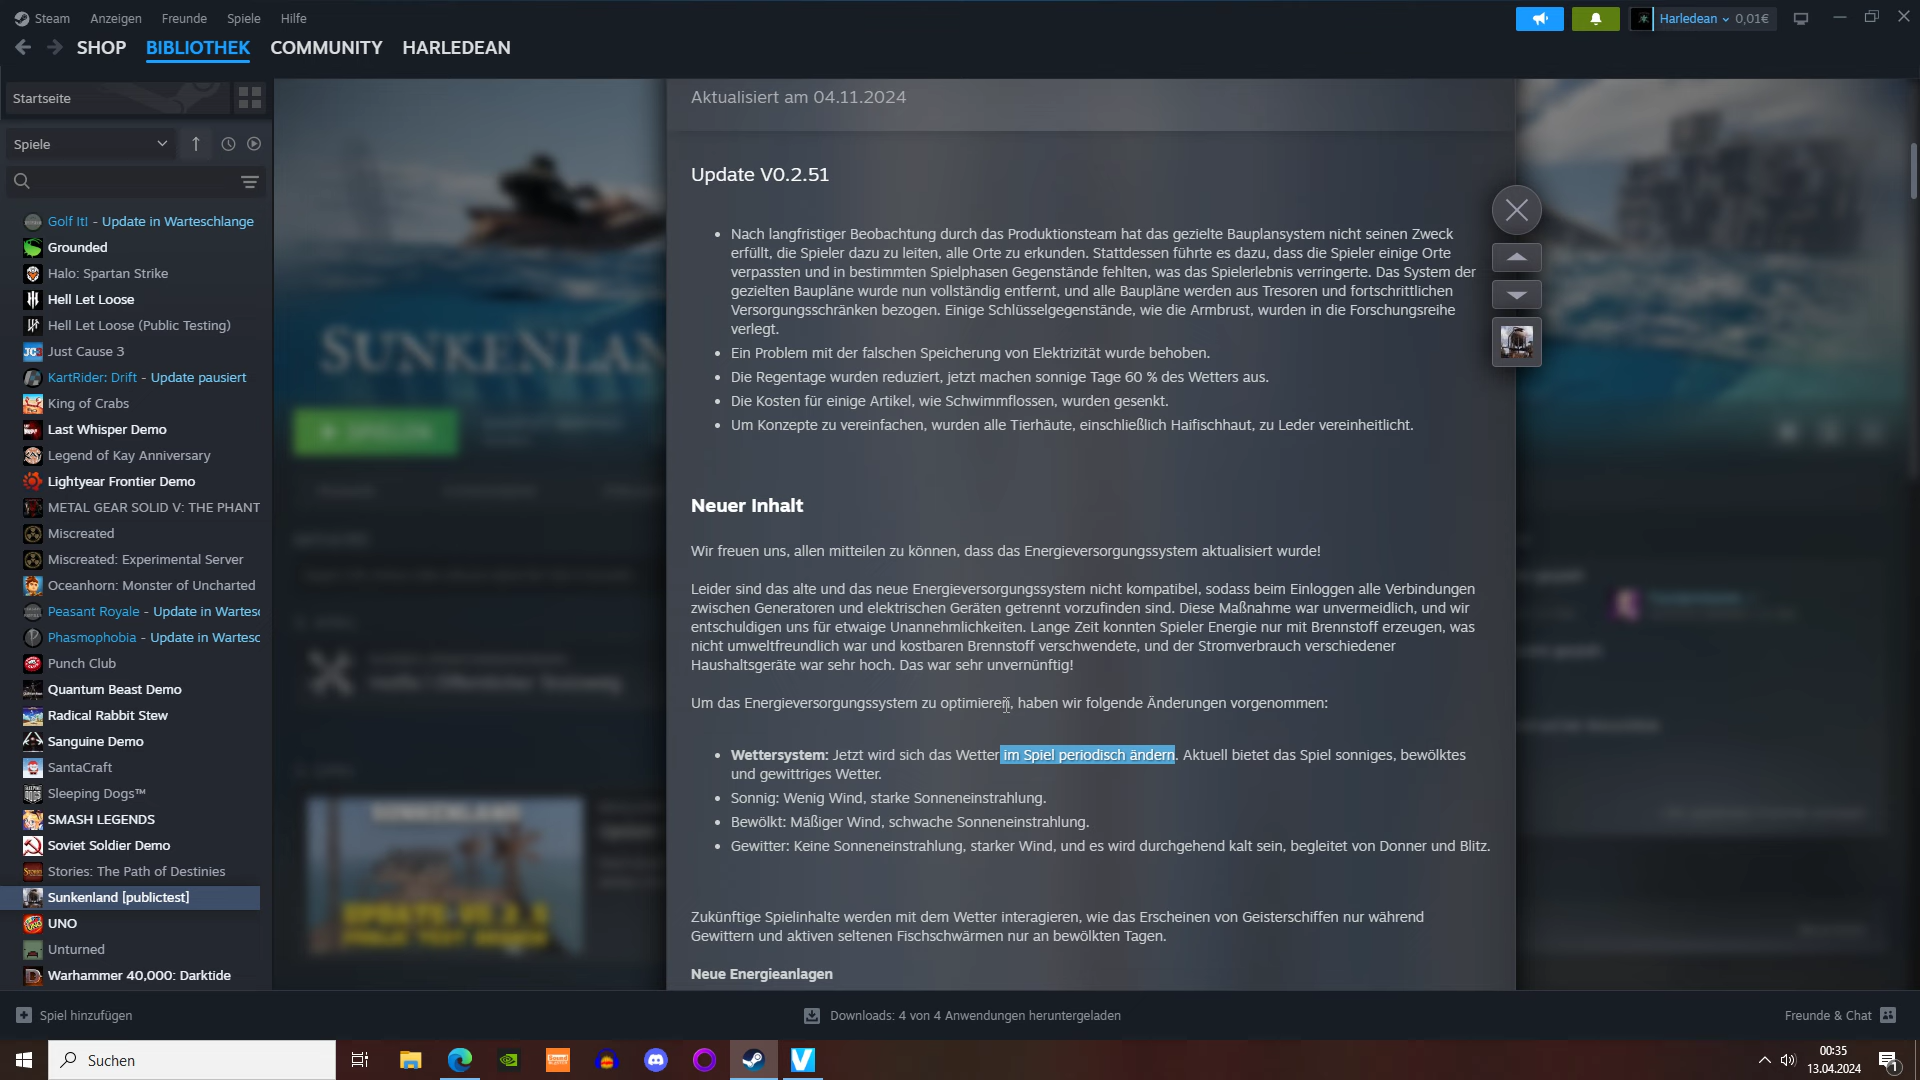 Steam Anzeigen Freunde Spiele Hilfe
Harledean 0,01€
SHOP BIBLIOTHEK COMMUNITY HARLEDEAN
Startseite
Spiele
Golf It! - Update in Warteschlange
Grounded
Halo: Spartan Strike
Hell Let Loose
Hell Let Loose (Public Testing)
Just Cause 3
KartRider: Drift - Update pausiert
King of Crabs
Last Whisper Demo
Legend of Kay Anniversary
Lightyear Frontier Demo
METAL GEAR SOLID V: THE PHANT
Miscreated
Miscreated: Experimental Server
Oceanhorn: Monster of Uncharted
Peasant Royale - Update in Wartesc
Phasmophobia - Update in Wartesc
Punch Club
Quantum Beast Demo
Radical Rabbit Stew
Sanguine Demo
SantaCraft
Sleeping Dogs™
SMASH LEGENDS
Soviet Soldier Demo
Stories: The Path of Destinies
Sunkenland [publictest]
UNO
Unturned
Warhammer 40,000: Darktide
SUNKENLAN
SPIELEN
SUNKENLAND
UPDATE-V0.2.5
PUBLIC TEST BRANCH
Aktualisiert am 04.11.2024
Update V0.2.51
• Nach langfristiger Beobachtung durch das Produktionsteam hat das gezielte Bauplansystem nicht seinen Zweck
erfüllt, die Spieler dazu zu leiten, alle Orte zu erkunden. Stattdessen führte es dazu, dass die Spieler einige Orte
verpassten und in bestimmten Spielphasen Gegenstände fehlten, was das Spielerlebnis verringerte. Das System der
gezielten Baupläne wurde nun vollständig entfernt, und alle Baupläne werden aus Tresoren und fortschrittlichen
Versorgungsschränken bezogen. Einige Schlüsselgegenstände, wie die Armbrust, wurden in die Forschungsreihe
verlegt.
• Ein Problem mit der falschen Speicherung von Elektrizität wurde behoben.
• Die Regentage wurden reduziert, jetzt machen sonnige Tage 60 % des Wetters aus.
• Die Kosten für einige Artikel, wie Schwimmflossen, wurden gesenkt.
• Um Konzepte zu vereinfachen, wurden alle Tierhäute, einschließlich Haifischhaut, zu Leder vereinheitlicht.
Neuer Inhalt
Wir freuen uns, allen mitteilen zu können, dass das Energieversorgungssystem aktualisiert wurde!
Leider sind das alte und das neue Energieversorgungssystem nicht kompatibel, sodass beim Einloggen alle Verbindungen
zwischen Generatoren und elektrischen Geräten getrennt vorzufinden sind. Diese Maßnahme war unvermeidlich, und wir
entschuldigen uns für etwaige Unannehmlichkeiten. Lange Zeit konnten Spieler Energie nur mit Brennstoff erzeugen, was
nicht umweltfreundlich war und kostbaren Brennstoff verschwendete, und der Stromverbrauch verschiedener
Haushaltsgeräte war sehr hoch. Das war sehr unvernünftig!
Um das Energieversorgungssystem zu optimieren, haben wir folgende Änderungen vorgenommen:
• Wettersystem: Jetzt wird sich das Wetter im Spiel periodisch ändern. Aktuell bietet das Spiel sonniges, bewölktes
und gewittriges Wetter.
• Sonnig: Wenig Wind, starke Sonneneinstrahlung.
• Bewölkt: Mäßiger Wind, schwache Sonneneinstrahlung.
• Gewitter: Keine Sonneneinstrahlung, starker Wind, und es wird durchgehend kalt sein, begleitet von Donner und Blitz.
Zukünftige Spielinhalte werden mit dem Wetter interagieren, wie das Erscheinen von Geisterschiffen nur während
Gewittern und aktiven seltenen Fischschwärmen nur an bewölkten Tagen.
Neue Energieanlagen
Spiel hinzufügen
Downloads: 4 von 4 Anwendungen heruntergeladen
Freunde & Chat
Suchen
00:35
13.04.2024
1